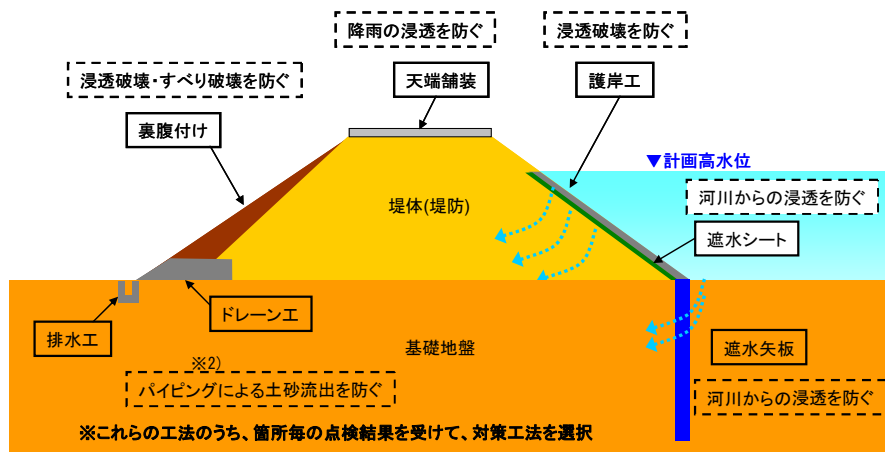 降雨の浸透を防ぐ
浸透破壊を防ぐ
浸透破壊・すべり破壊を防ぐ
天端舗装
護岸工
裏腹付け
▼計画高水位
河川からの浸透を防ぐ
堤体(堤防)
遮水シート
排水工
ドレーン工
基礎地盤
遮水矢板
※2)
パイピングによる土砂流出を防ぐ
河川からの浸透を防ぐ
※これらの工法のうち、箇所毎の点検結果を受けて、対策工法を選択